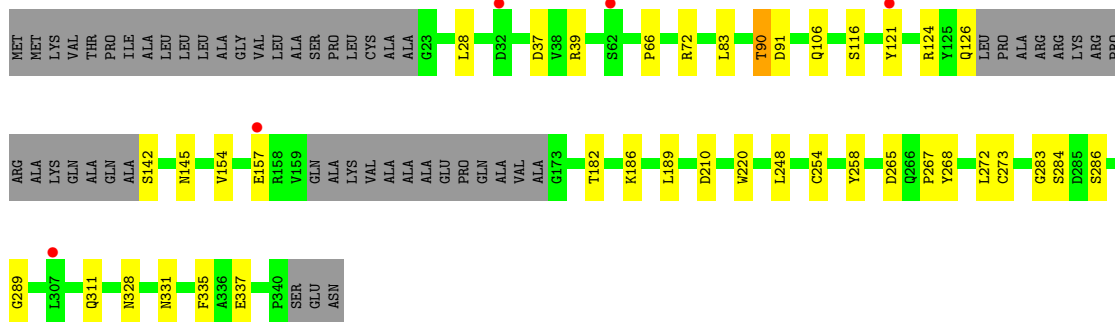 MET MET LYS VAL THR PRO ILE ALA LEU LEU LEU ALA GLY VAL LEU ALA SER PRO LEU CYS ALA ALA G23 L28 D32 D37 V38 R39 S62 P66 R72 L83 T90 D91 Q106 S116 Y121 R124 Y125 Q126 LEU PRO ALA ARG ARG LYS ARG PRO
ARG ALA LYS GLN ALA GLN ALA S142 N145 V154 E157 R158 V159 GLN ALA LYS VAL ALA ALA ALA GLU PRO GLN ALA VAL ALA G173 T182 K186 L189 D210 W220 L248 C254 Y258 D265 Q266 P267 Y268 L272 C273 G283 S284 D285 S286
G289 L307 Q311 N328 N331 F335 A336 E337 P340 SER GLU ASN